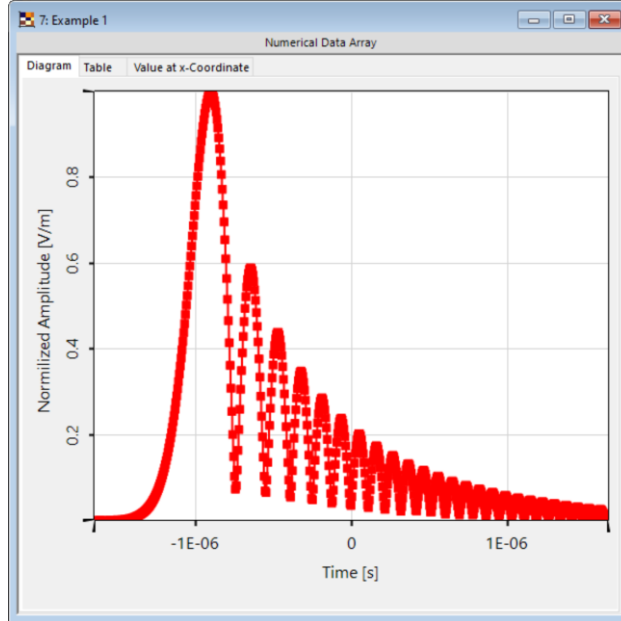 7: Example 1
Numerical Data Array
Diagram Table Value at x-Coordinate
Normilized Amplitude [V/m]
0.8
0.6
0.4
0.2
-1E-06 0 1E-06
Time [s]